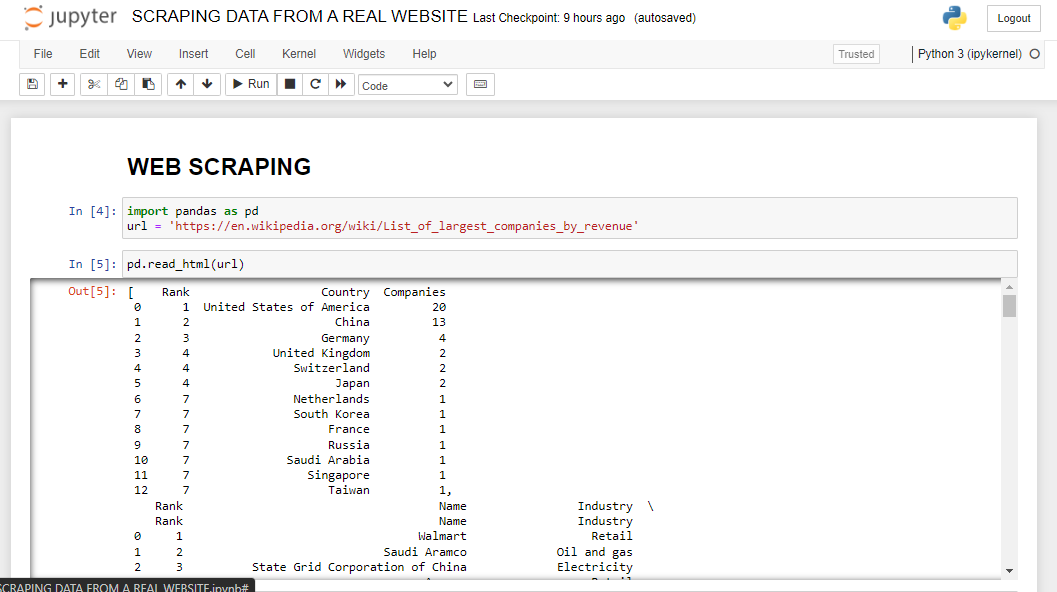 jupyter SCRAPING DATA FROM A REAL WEBSITE Last Checkpoint: 9 hours ago (autosaved) Logout
File Edit View Insert Cell Kernel Widgets Help Trusted Python 3 (ipykernel)
Run Code
WEB SCRAPING
In [4]: import pandas as pd
url = 'https://en.wikipedia.org/wiki/List_of_largest_companies_by_revenue'
In [5]: pd.read_html(url)
Out[5]: [ Rank Country Companies
0 1 United States of America 20
1 2 China 13
2 3 Germany 4
3 4 United Kingdom 2
4 4 Switzerland 2
5 4 Japan 2
6 7 Netherlands 1
7 7 South Korea 1
8 7 France 1
9 7 Russia 1
10 7 Saudi Arabia 1
11 7 Singapore 1
12 7 Taiwan 1,
Rank Name Industry \
Rank Name Industry
0 1 Walmart Retail
1 2 Saudi Aramco Oil and gas
2 3 State Grid Corporation of China Electricity
SCRAPING DATA FROM A REAL WEBSITE.ipynb#